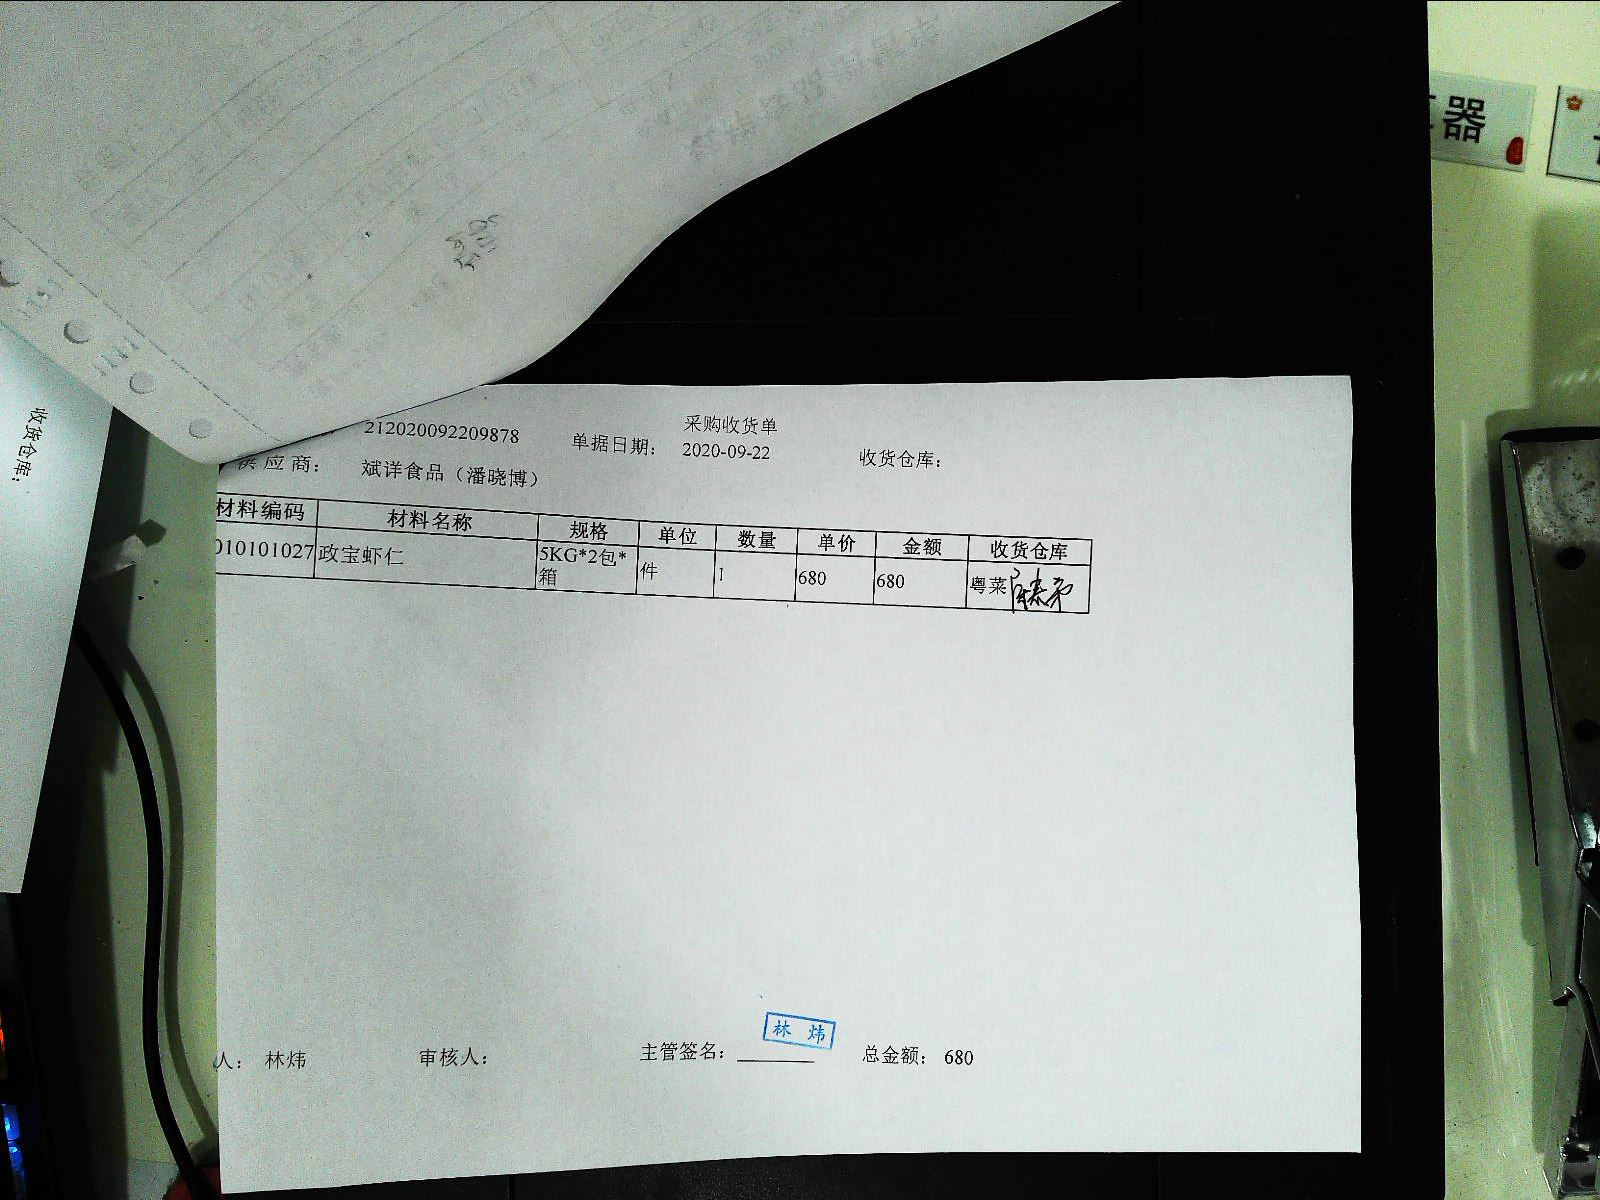 采购收货单
212020092209878 单据日期： 2020-09-22 收货仓库：
供应商： 斌详食品（潘晓博）
材料编码 材料名称 规格 单位 数量 单价 金额 收货仓库
010101027 政宝虾仁 5KG*2包*箱 件 1 680 680 粤菜
林炜
人： 林炜 审核人： 主管签名： 总金额： 680
收货仓库：
器